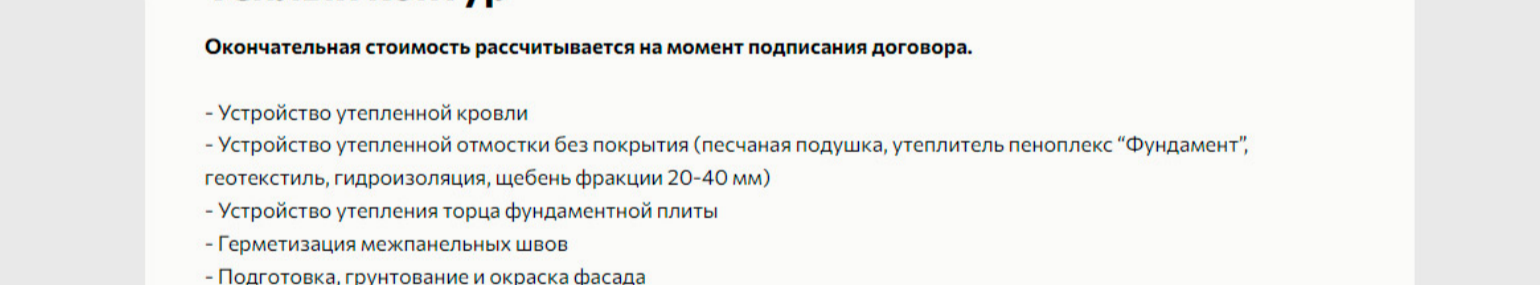 Окончательная стоимость рассчитывается на момент подписания договора.
- Устройство утепленной кровли
- Устройство утепленной отмостки без покрытия (песчаная подушка, утеплитель пеноплекс “Фундамент”,
геотекстиль, гидроизоляция, щебень фракции 20-40 мм)
- Устройство утепления торца фундаментной плиты
- Герметизация межпанельных швов
- Подготовка, грунтование и окраска фасада